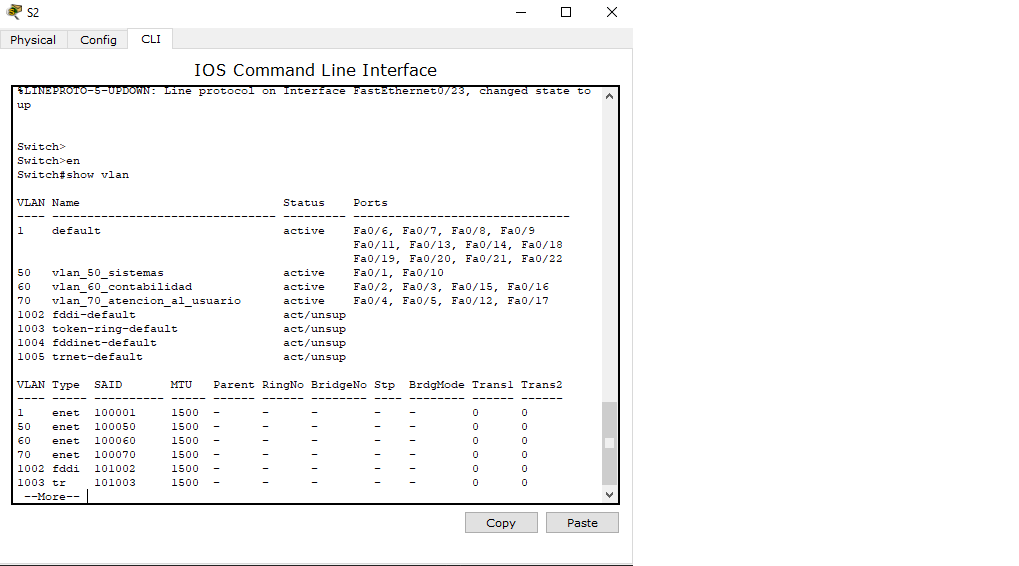 S2
Physical Config CLI
IOS Command Line Interface
%LINEPROTO-5-UPDOWN: Line protocol on Interface FastEthernet0/23, changed state to
up
Switch>
Switch>en
Switch#show vlan
VLAN Name                             Status    Ports
---- -------------------------------- --------- -------------------------------
1    default                          active    Fa0/6, Fa0/7, Fa0/8, Fa0/9
                                                Fa0/11, Fa0/13, Fa0/14, Fa0/18
                                                Fa0/19, Fa0/20, Fa0/21, Fa0/22
50   vlan_50_sistemas                 active    Fa0/1, Fa0/10
60   vlan_60_contabilidad             active    Fa0/2, Fa0/3, Fa0/15, Fa0/16
70   vlan_70_atencion_al_usuario      active    Fa0/4, Fa0/5, Fa0/12, Fa0/17
1002 fddi-default                     act/unsup
1003 token-ring-default               act/unsup
1004 fddinet-default                  act/unsup
1005 trnet-default                    act/unsup
VLAN Type  SAID       MTU   Parent RingNo BridgeNo Stp  BrdgMode Trans1 Trans2
---- ----- ---------- ----- ------ ------ -------- ---- -------- ------ ------
1    enet  100001     1500  -      -      -        -    -        0      0
50   enet  100050     1500  -      -      -        -    -        0      0
60   enet  100060     1500  -      -      -        -    -        0      0
70   enet  100070     1500  -      -      -        -    -        0      0
1002 fddi  101002     1500  -      -      -        -    -        0      0
1003 tr    101003     1500  -      -      -        -    -        0      0
 --More--
Copy Paste